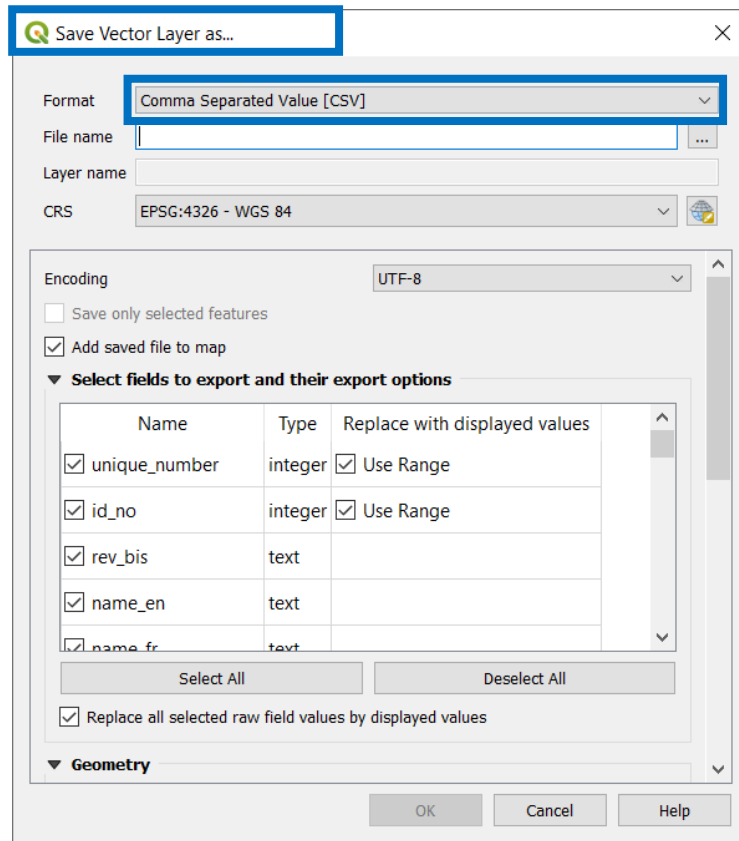 Save Vector Layer as...
Format Comma Separated Value [CSV]
File name ...
Layer name
CRS EPSG:4326 - WGS 84
Encoding UTF-8
Save only selected features
Add saved file to map
Select fields to export and their export options
Name Type Replace with displayed values
unique_number integer Use Range
id_no integer Use Range
rev_bis text
name_en text
name_fr text
Select All Deselect All
Replace all selected raw field values by displayed values
Geometry
OK Cancel Help